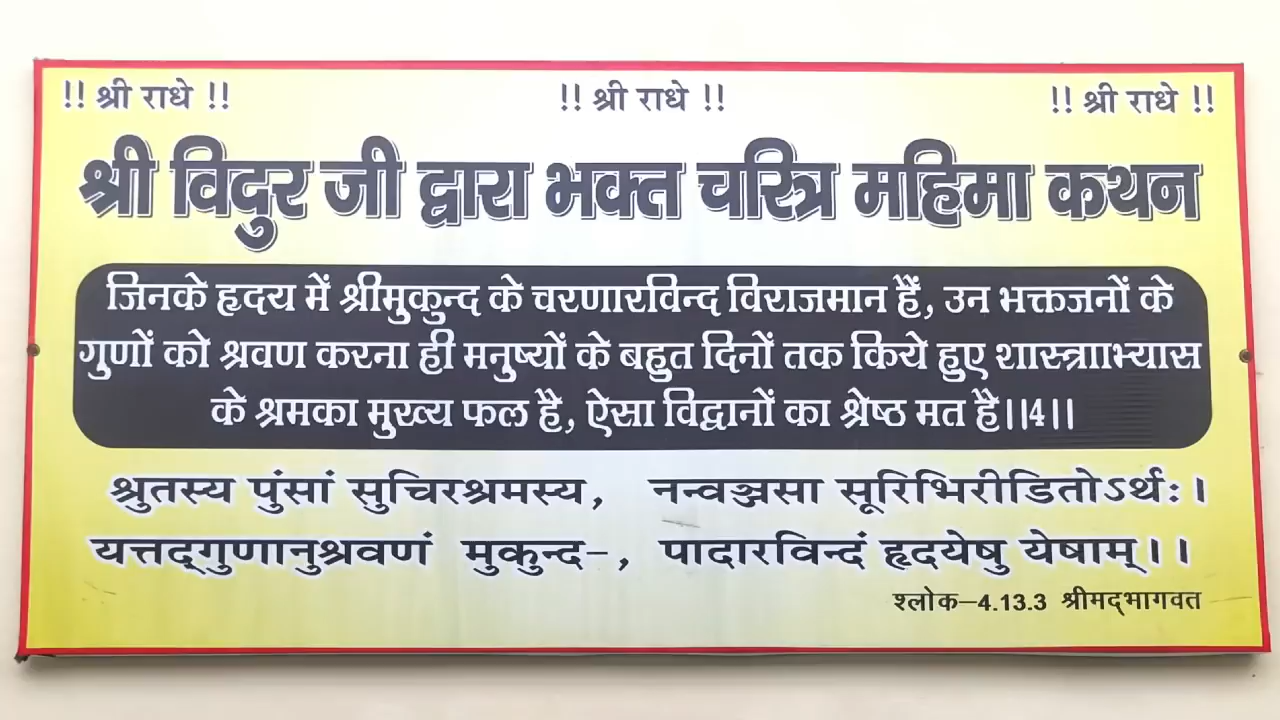 !! श्री राधे !! !! श्री राधे !! !! श्री राधे !!
श्री विदुर जी द्वारा भक्त चरित्र महिमा कथन
जिनके हृदय में श्रीमुकुन्द के चरणारविन्द विराजमान हैं, उन भक्तजनों के
गुणों को श्रवण करना ही मनुष्यों के बहुत दिनों तक किये हुए शास्त्रााभ्यास
के श्रमका मुख्य फल है, ऐसा विद्वानों का श्रेष्ठ मत है।।4।।
श्रुतस्य पुंसां सुचिरश्रमस्य, नन्वञ्जसा सूरिभिरीडितोऽर्थः।
यत्तद्गुणानुश्रवणं मुकुन्द-, पादारविन्दं हृदयेषु येषाम्।।
श्लोक-4.13.3 श्रीमद्भागवत